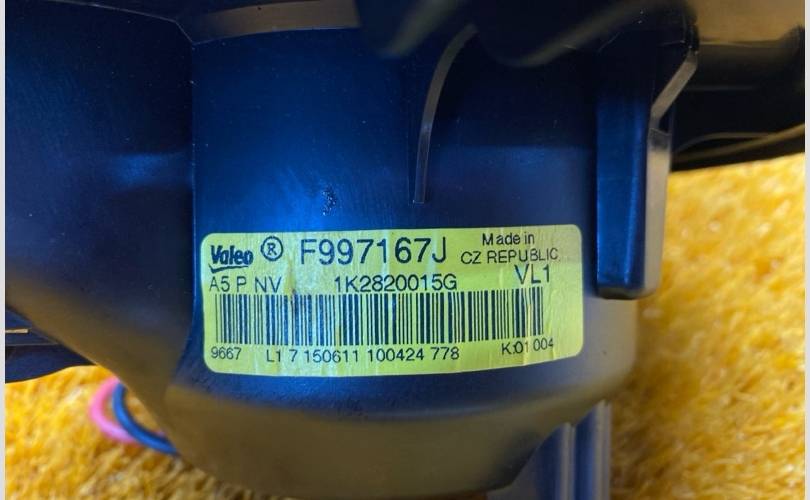 Valeo ® F997167J Made in
CZ REPUBLIC
A5 P NV 1K2820015G VL1
9667 L1 7 150611 100424 778 K:01 004